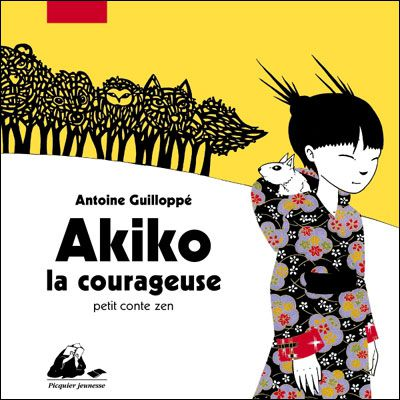 Antoine Guilloppé
Akiko
la courageuse
petit conte zen
Picquier jeunesse